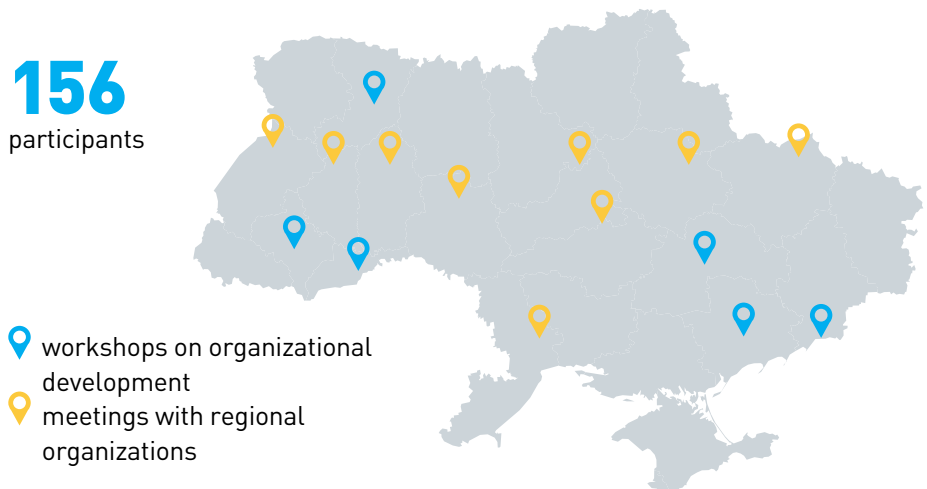 156
participants
workshops on organizational
development
meetings with regional
organizations